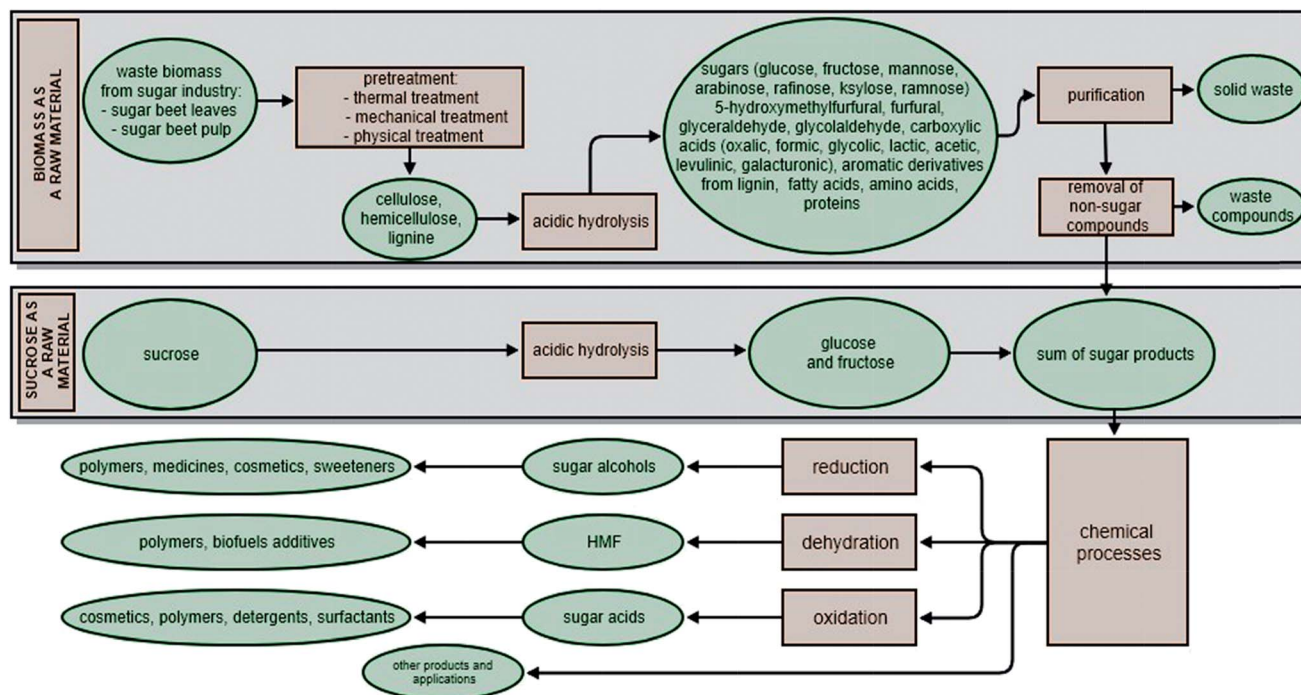 BIOMASS AS
A RAW MATERIAL
waste biomass
from sugar industry:
- sugar beet leaves
- sugar beet pulp
pretreatment:
- thermal treatment
- mechanical treatment
- physical treatment
cellulose,
hemicellulose,
lignine
acidic hydrolysis
sugars (glucose, fructose, mannose,
arabinose, rafinose, ksylose, ramnose)
5-hydroxymethylfurfural, furfural,
glyceraldehyde, glycolaldehyde, carboxylic
acids (oxalic, formic, glycolic, lactic, acetic,
levulinic, galacturonic), aromatic derivatives
from lignin, fatty acids, amino acids,
proteins
purification
solid waste
removal of
non-sugar
compounds
waste
compounds
SUCROSE AS
A RAW
MATERIAL
sucrose
acidic hydrolysis
glucose
and fructose
sum of sugar products
chemical
processes
reduction
sugar alcohols
polymers, medicines, cosmetics, sweeteners
dehydration
HMF
polymers, biofuels additives
oxidation
sugar acids
cosmetics, polymers, detergents, surfactants
other products and
applications